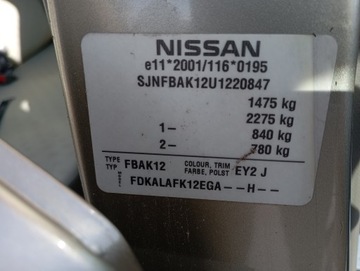 NISSAN
e11*2001/116*0195
SJNFBAK12U1220847
1475 kg
2275 kg
1– 840 kg
2– 780 kg
TYPE TYP FBAK12 COLOUR, TRIM FARBE, POLST EY2 J
MODEL FDKALAFK12EGA––H––